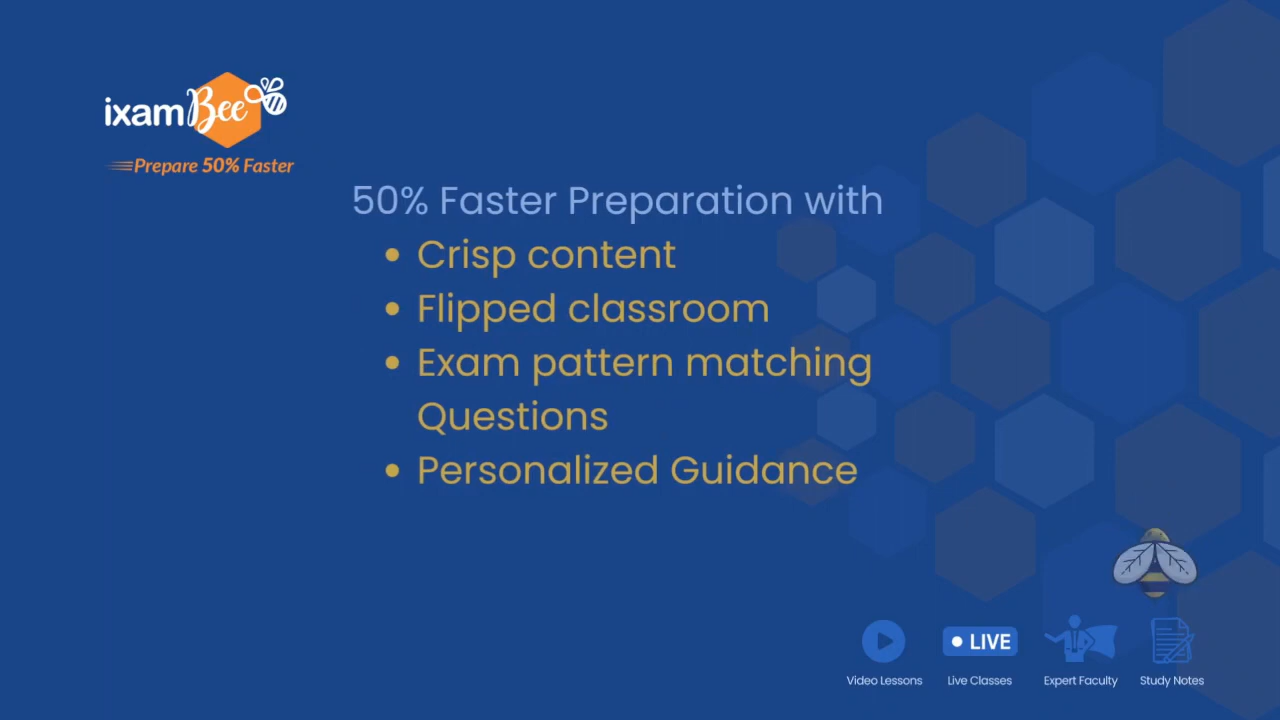 ixamBee
Prepare 50% Faster
50% Faster Preparation with
• Crisp content
• Flipped classroom
• Exam pattern matching
Questions
• Personalized Guidance
LIVE
Video Lessons
Live Classes
Expert Faculty
Study Notes